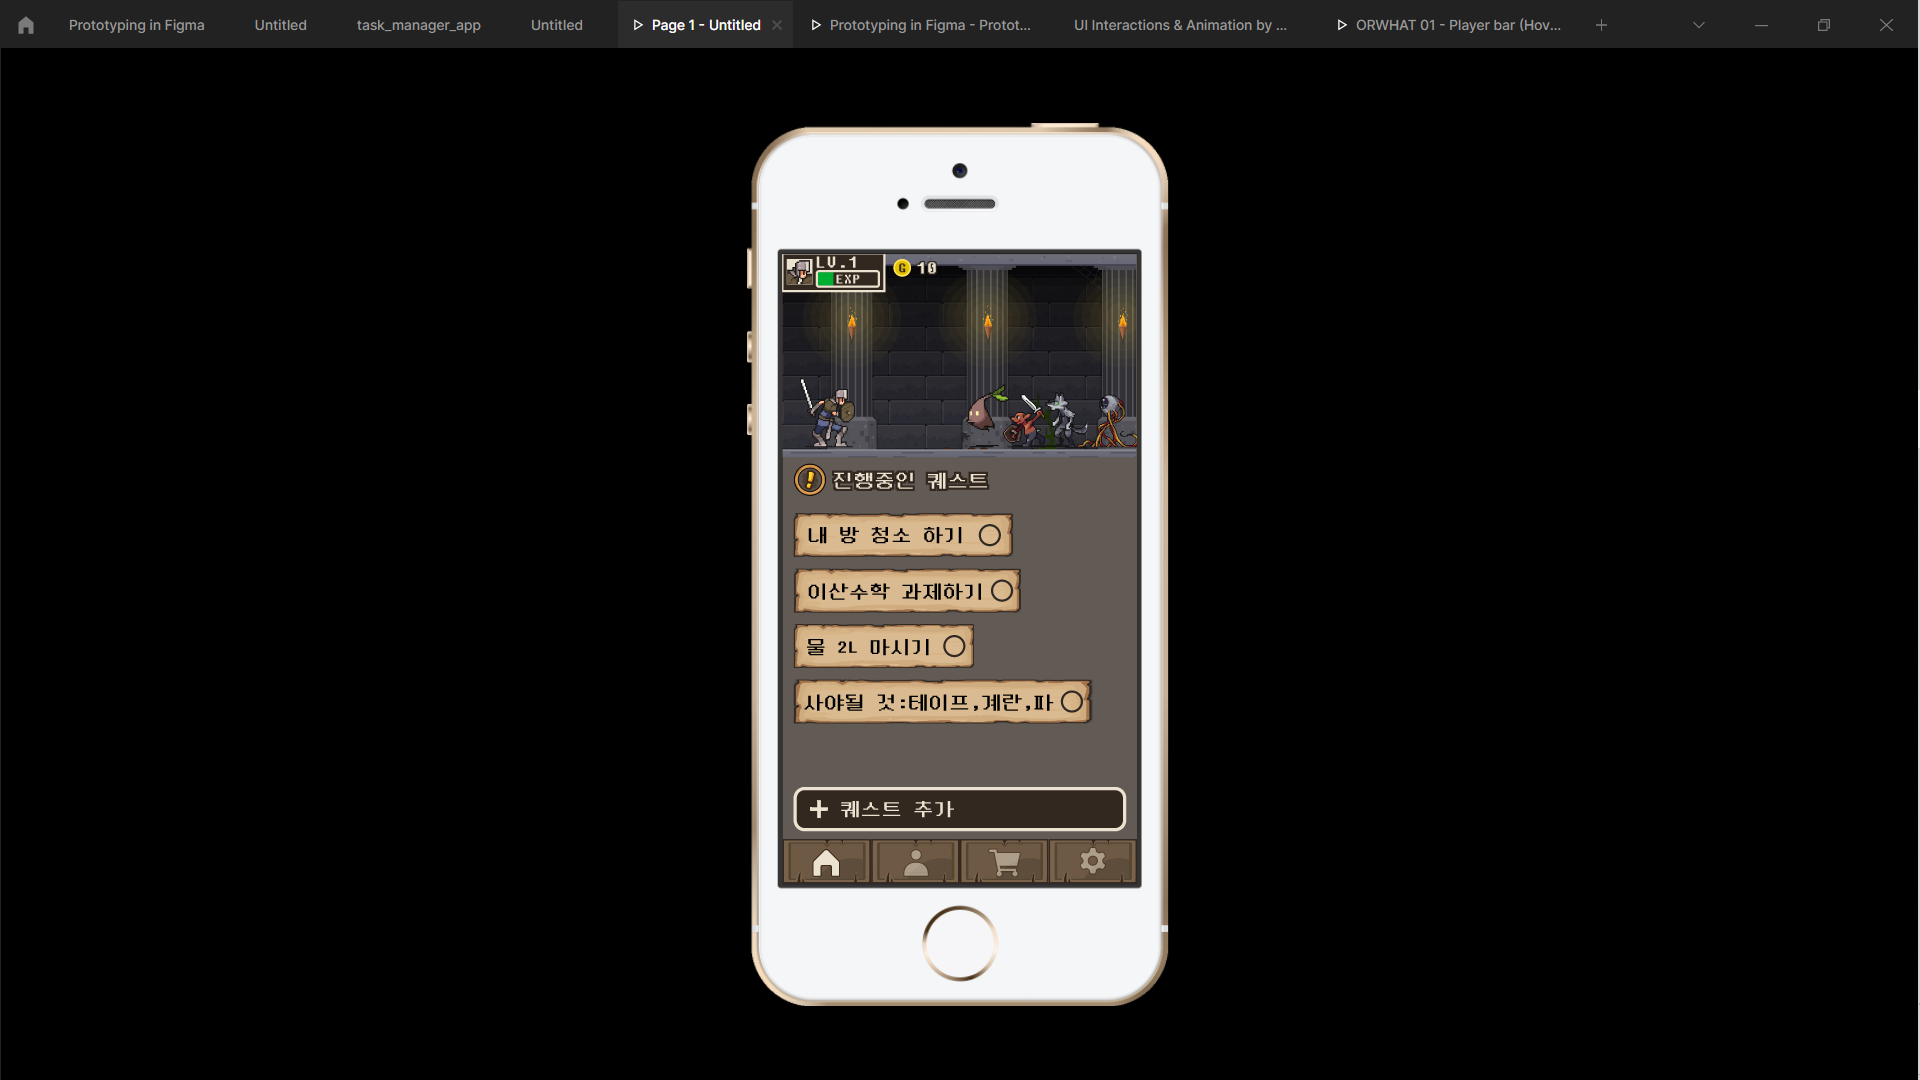 Prototyping in Figma
Untitled
task_manager_app
Untitled
Page 1 - Untitled
Prototyping in Figma - Protot...
UI Interactions & Animation by ...
ORWHAT 01 - Player bar (Hov...
LV.1
EXP
G 10
! 진행중인 퀘스트
내 방 청소 하기
이산수학 과제하기
물 2L 마시기
사야될 것:테이프,계란,파
+ 퀘스트 추가